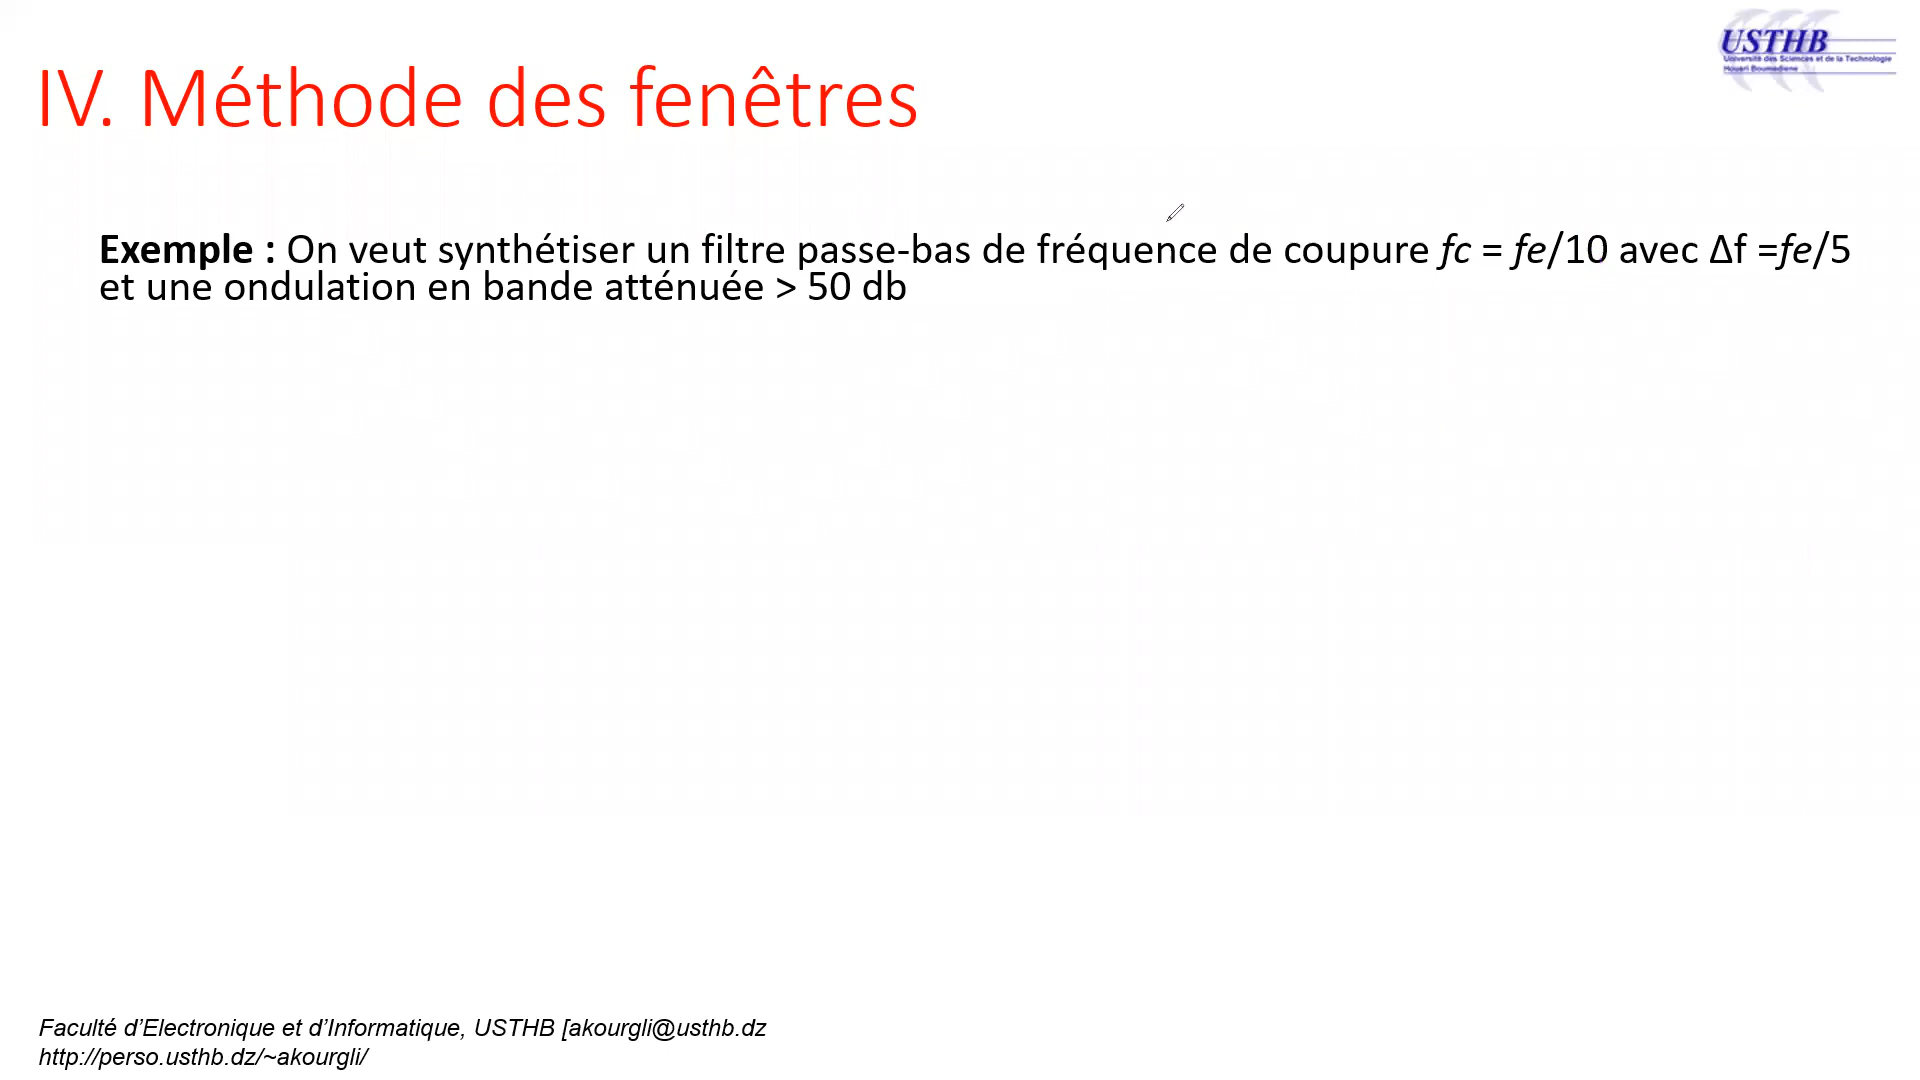 USTHB
Université des Sciences et de la Technologie
Houari Boumediene
IV. Méthode des fenêtres
Exemple : On veut synthétiser un filtre passe-bas de fréquence de coupure fc = fe/10 avec Δf =fe/5
et une ondulation en bande atténuée > 50 db
Faculté d’Electronique et d’Informatique, USTHB [akourgli@usthb.dz
http://perso.usthb.dz/~akourgli/